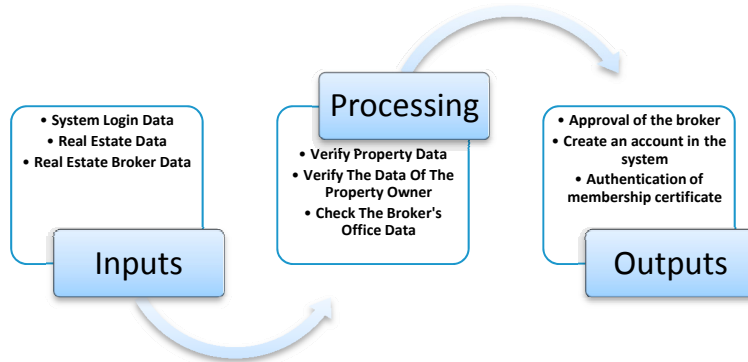 • System Login Data
• Real Estate Data
• Real Estate Broker Data
Inputs
Processing
• Verify Property Data
• Verify The Data Of The
Property Owner
• Check The Broker's
Office Data
• Approval of the broker
• Create an account in the
system
• Authentication of
membership certificate
Outputs